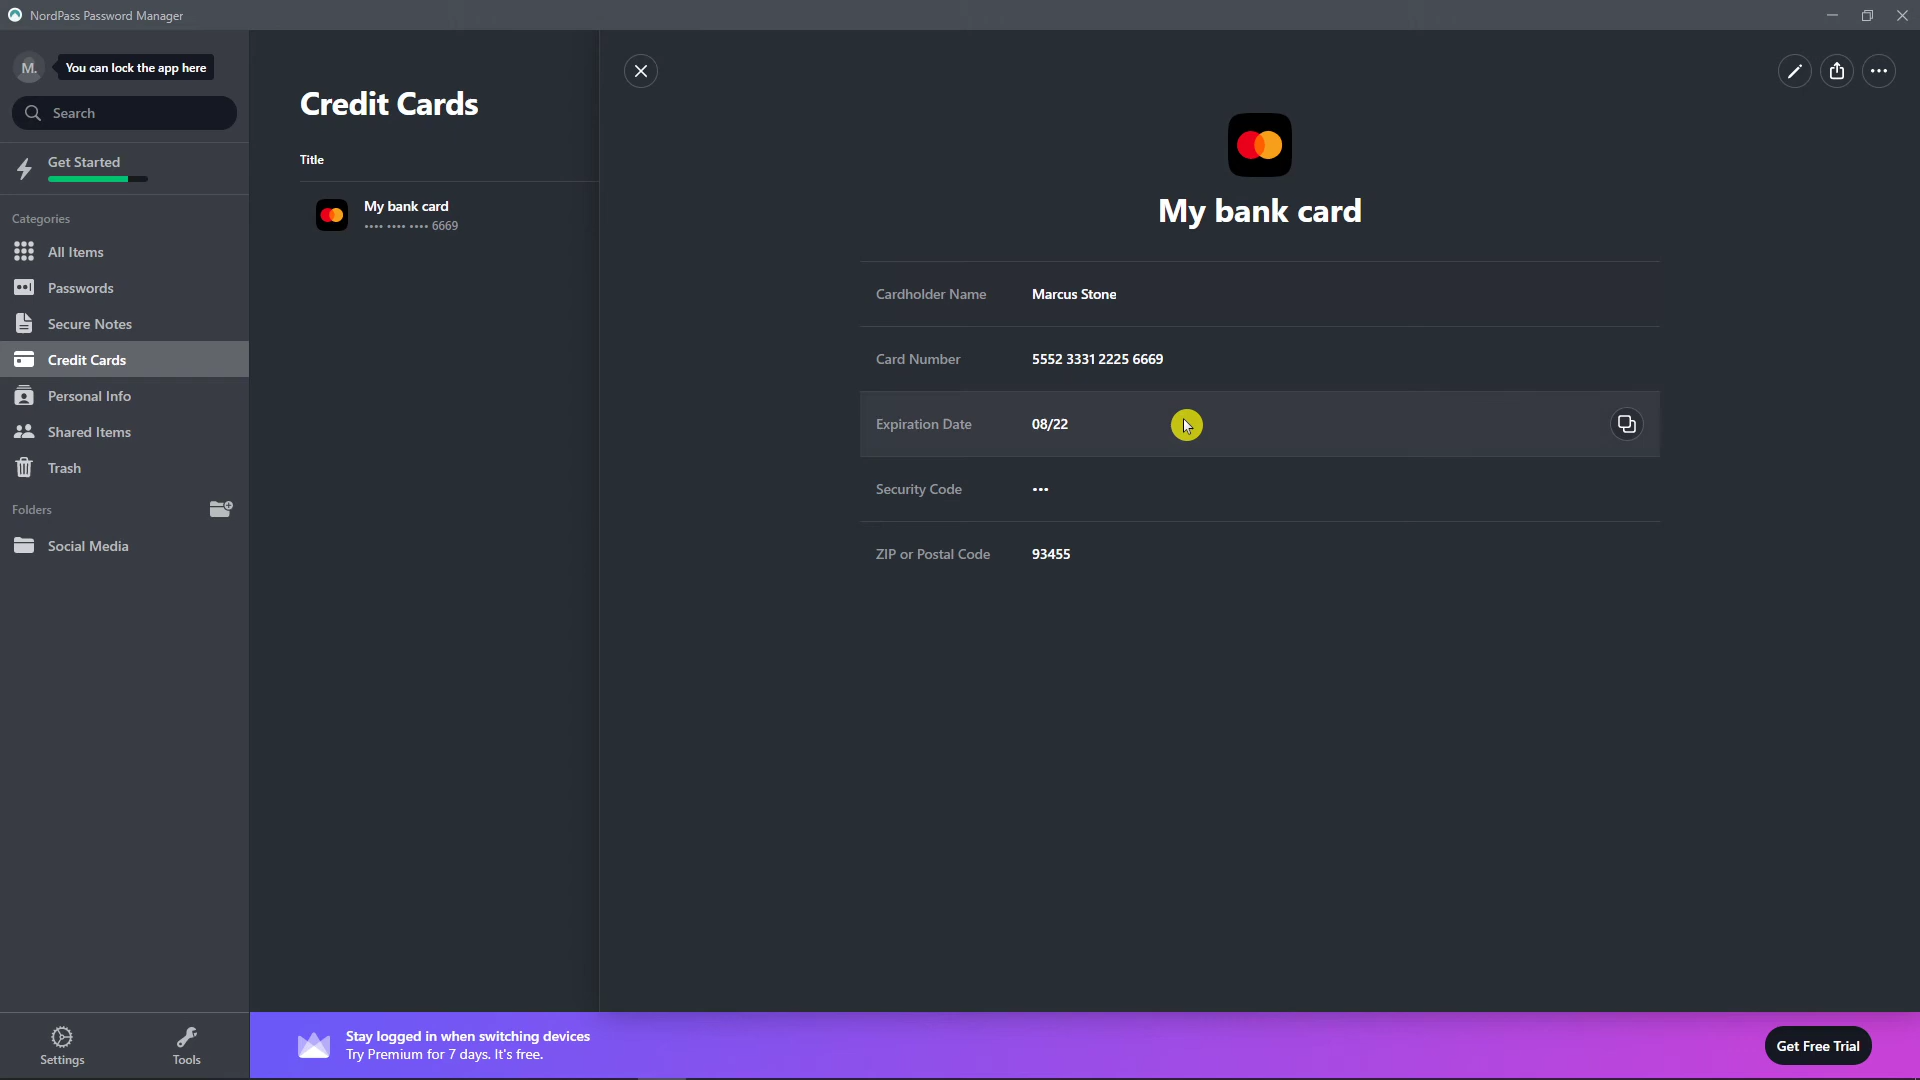 NordPass Password Manager
M.
You can lock the app here
Search
Get Started
Categories
All Items
Passwords
Secure Notes
Credit Cards
Personal Info
Shared Items
Trash
Folders
Social Media
Settings
Tools
Credit Cards
Title
My bank card
•••• •••• •••• 6669
My bank card
Cardholder Name Marcus Stone
Card Number 5552 3331 2225 6669
Expiration Date 08/22
Security Code •••
ZIP or Postal Code 93455
Stay logged in when switching devices
Try Premium for 7 days. It's free.
Get Free Trial